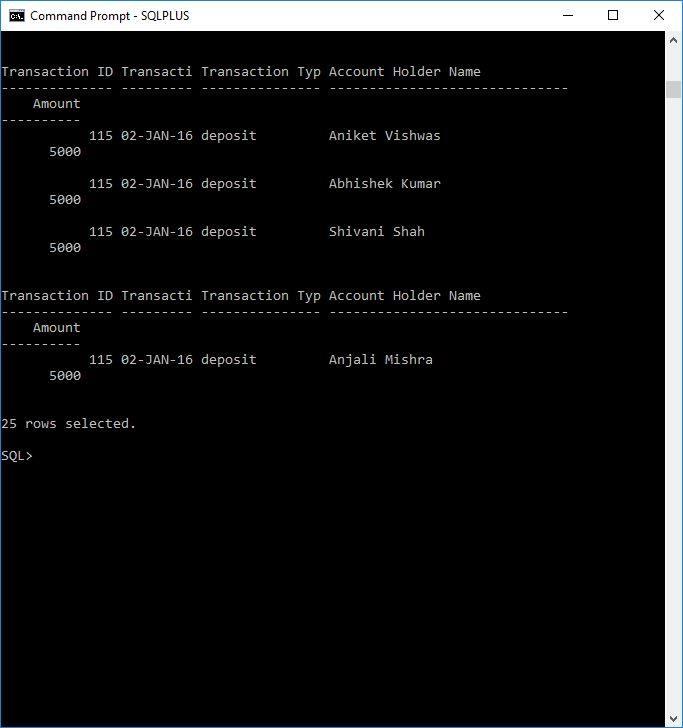 Command Prompt - SQLPLUS
Transaction ID Transacti Transaction Typ Account Holder Name
-------------- --------- --------------- ------------------------------
    Amount
----------
           115 02-JAN-16 deposit         Aniket Vishwas
      5000
           115 02-JAN-16 deposit         Abhishek Kumar
      5000
           115 02-JAN-16 deposit         Shivani Shah
      5000
Transaction ID Transacti Transaction Typ Account Holder Name
-------------- --------- --------------- ------------------------------
    Amount
----------
           115 02-JAN-16 deposit         Anjali Mishra
      5000
25 rows selected.
SQL>